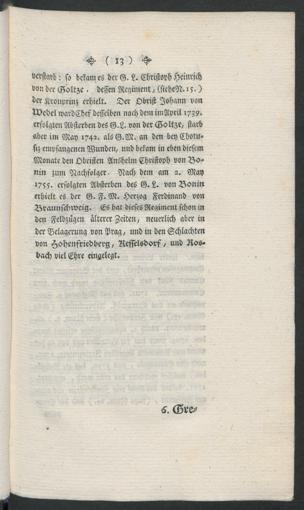 ( 13 )
verstarb: so bekam es der G. L. Christoph Heinrich
von der Goltze, dessen Regiment, (siehe N. 15.)
der Kronprinz erhielt. Der Obrist Johann von
Wedel ward Chef desselben nach dem im April 1739.
erfolgten Absterben des G. L. von der Goltze, starb
aber im May 1742. als G. M. an den bey Chotu-
sitz empfangenen Wunden, und bekam in eben diesem
Monate den Obristen Anshelm Christoph von Bo-
nin zum Nachfolger. Nach dem am 2. May
1755. erfolgten Absterben des G. L. von Bonin
erhielt es der G. F. M. Herzog Ferdinand von
Braunschweig. Es hat dieses Regiment schon in
den Feldzügen älterer Zeiten, neuerlich aber in
der Belagerung von Prag, und in den Schlachten
von Hohenfriedberg, Kesselsdorf, und Ros-
bach viel Ehre eingelegt.
6. Gre-